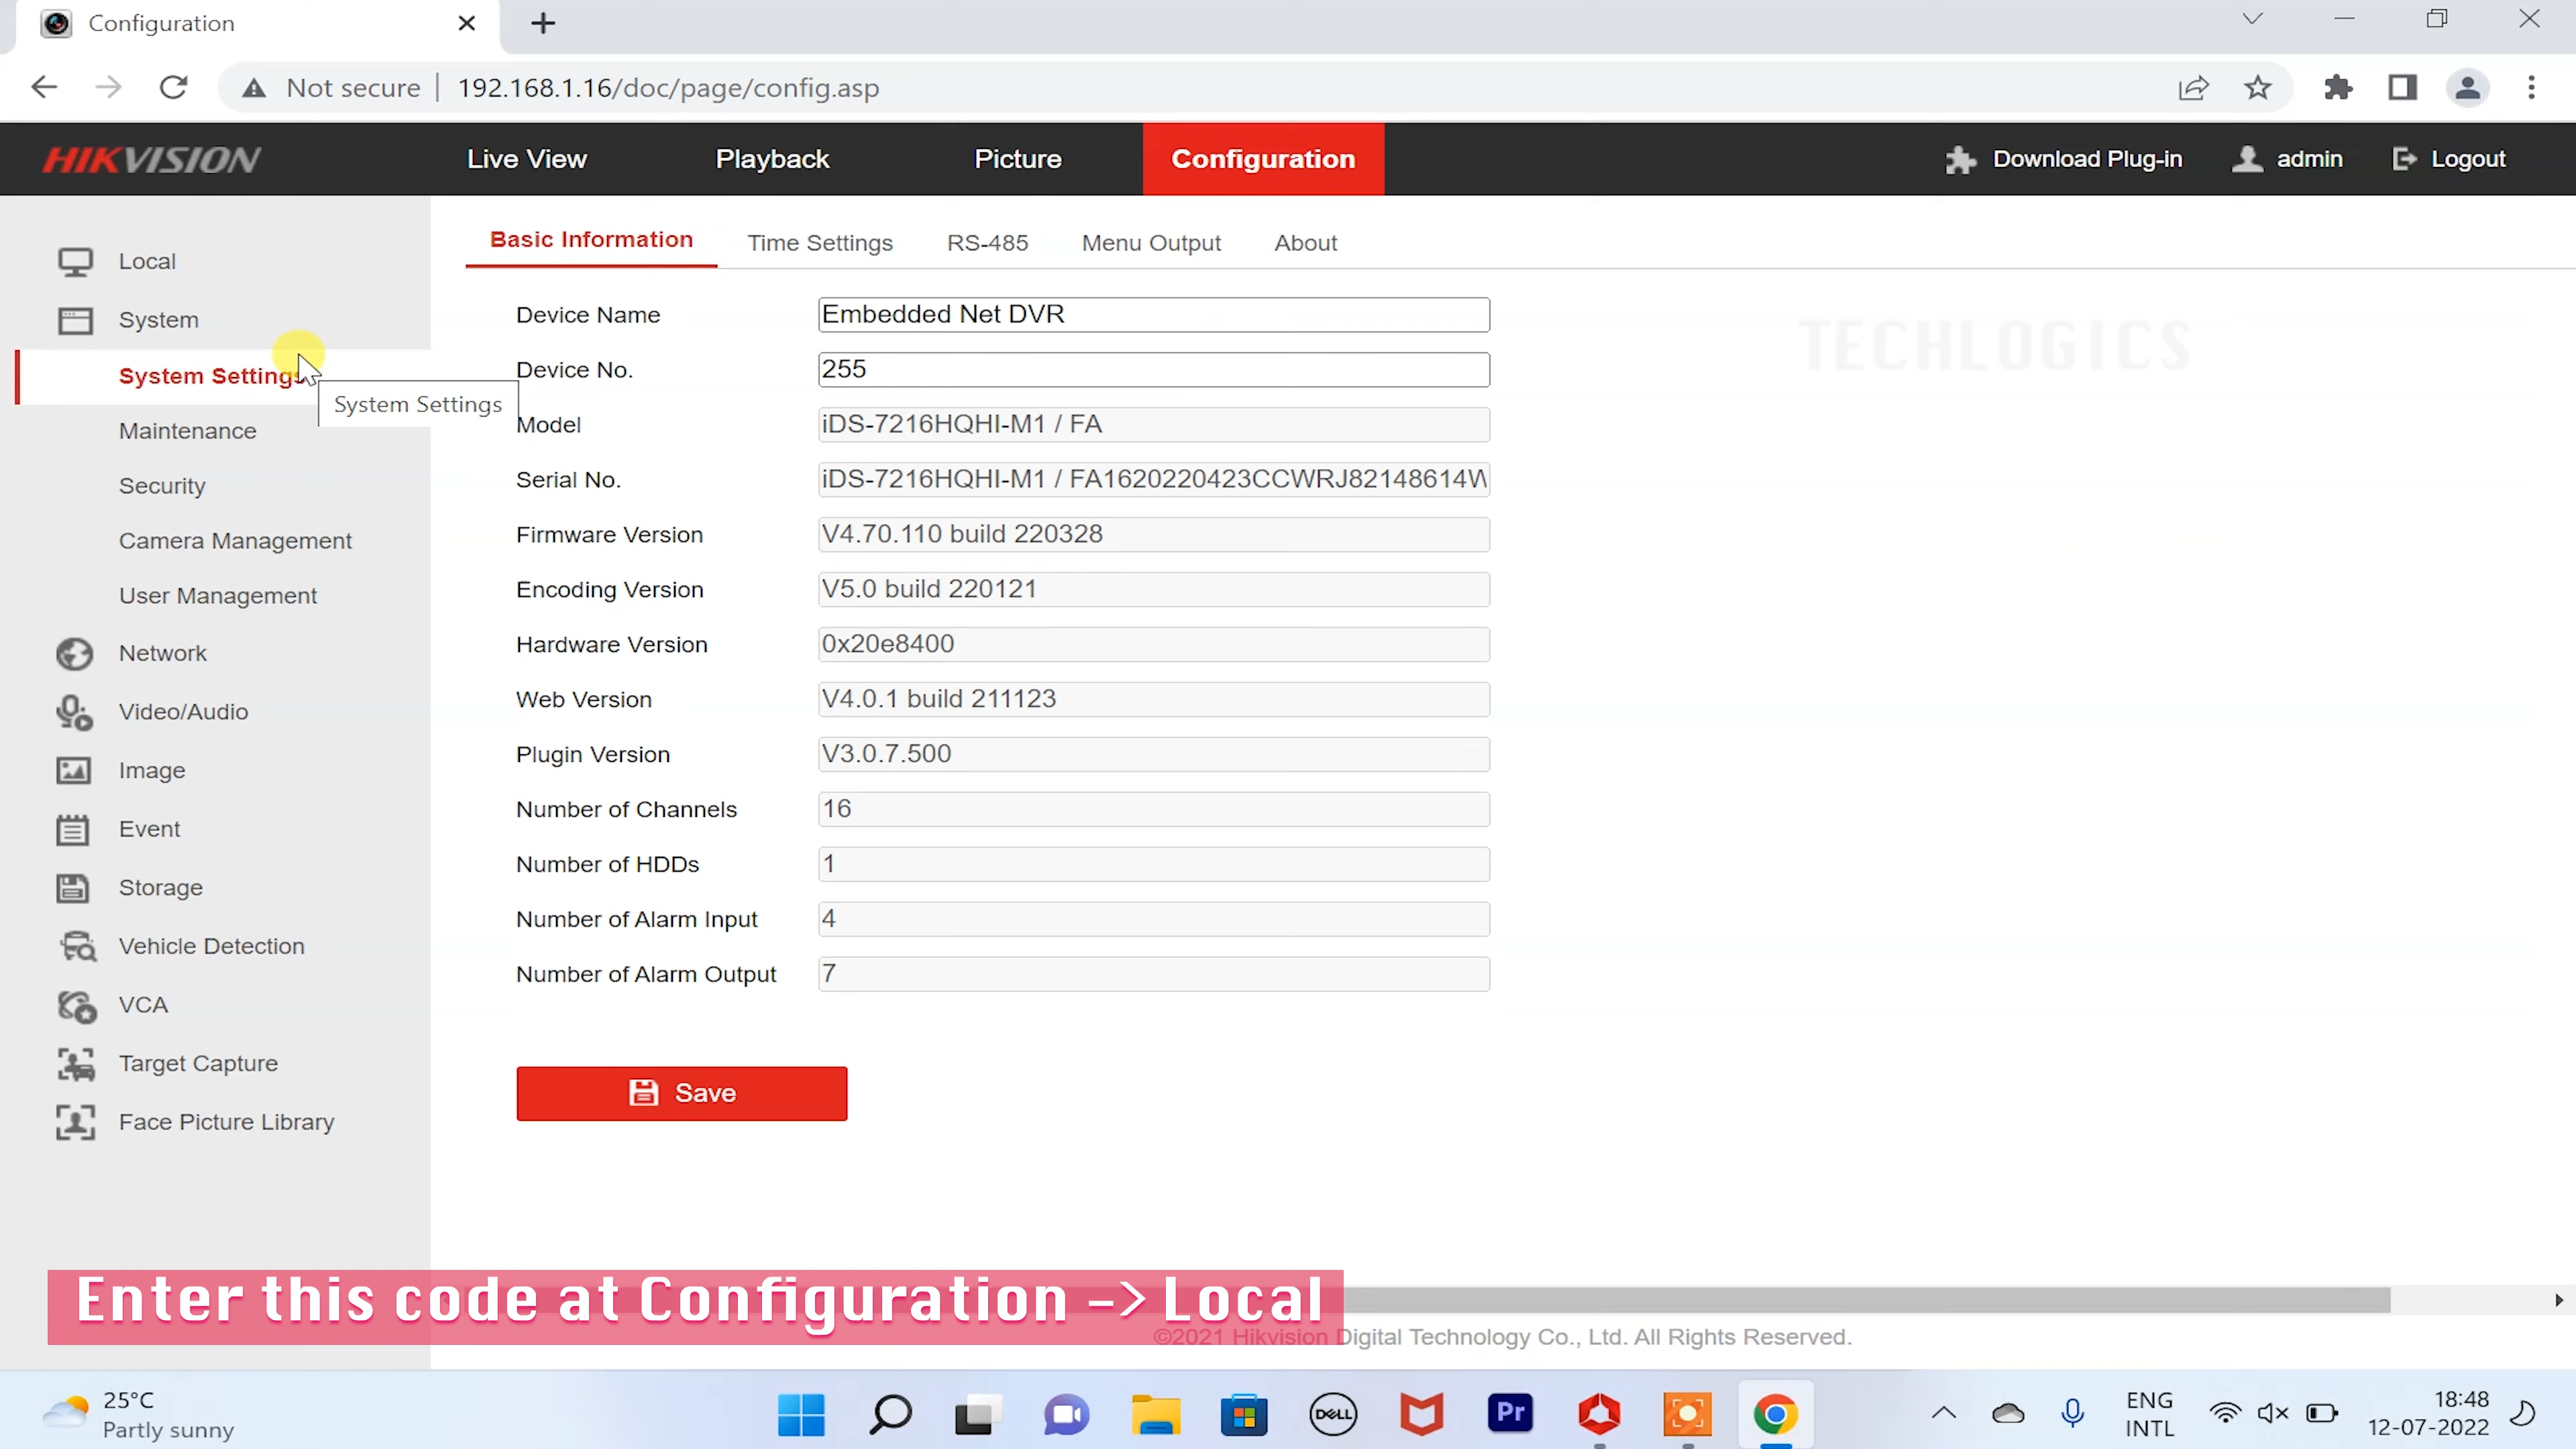 Configuration
Not secure
192.168.1.16/doc/page/config.asp
HIKVISION
Live View
Playback
Picture
Configuration
Download Plug-in
admin
Logout
Local
System
System Settings
System Settings
Maintenance
Security
Camera Management
User Management
Network
Video/Audio
Image
Event
Storage
Vehicle Detection
VCA
Target Capture
Face Picture Library
Basic Information
Time Settings
RS-485
Menu Output
About
TECHLOGICS
Device Name Embedded Net DVR
Device No. 255
Model iDS-7216HQHI-M1 / FA
Serial No. iDS-7216HQHI-M1 / FA1620220423CCWRJ82148614W
Firmware Version V4.70.110 build 220328
Encoding Version V5.0 build 220121
Hardware Version 0x20e8400
Web Version V4.0.1 build 211123
Plugin Version V3.0.7.500
Number of Channels 16
Number of HDDs 1
Number of Alarm Input 4
Number of Alarm Output 7
Save
Enter this code at Configuration -> Local
©2021 Hikvision Digital Technology Co., Ltd. All Rights Reserved.
25°C
Partly sunny
DELL
Pr
ENG
INTL
18:48
12-07-2022